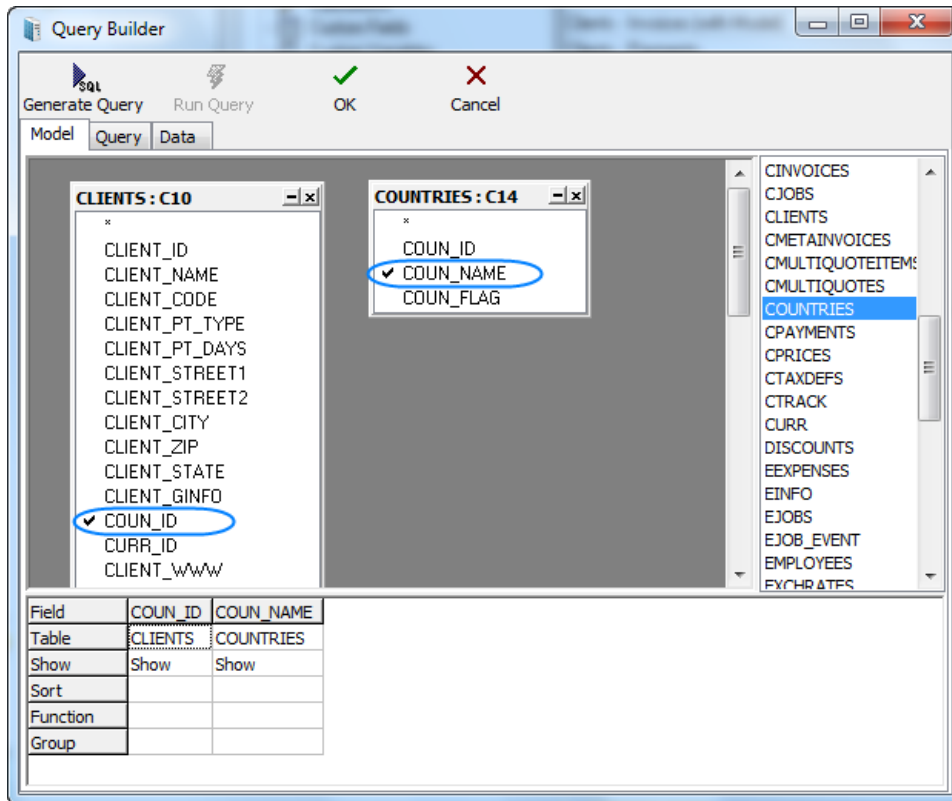 Query Builder
SQL
Generate Query Run Query OK Cancel
Model Query Data
CLIENTS : C10
*
CLIENT_ID
CLIENT_NAME
CLIENT_CODE
CLIENT_PT_TYPE
CLIENT_PT_DAYS
CLIENT_STREET1
CLIENT_STREET2
CLIENT_CITY
CLIENT_ZIP
CLIENT_STATE
CLIENT_GINFO
COUN_ID
CURR_ID
CLIENT_WWW
COUNTRIES : C14
*
COUN_ID
COUN_NAME
COUN_FLAG
CINVOICES
CJOBS
CLIENTS
CMETAINVOICES
CMULTIQUOTEITEMS
CMULTIQUOTES
COUNTRIES
CPAYMENTS
CPRICES
CTAXDEFS
CTRACK
CURR
DISCOUNTS
EEXPENSES
EINFO
EJOBS
EJOB_EVENT
EMPLOYEES
EXCHRATES
Field COUN_ID COUN_NAME
Table CLIENTS COUNTRIES
Show Show Show
Sort
Function
Group